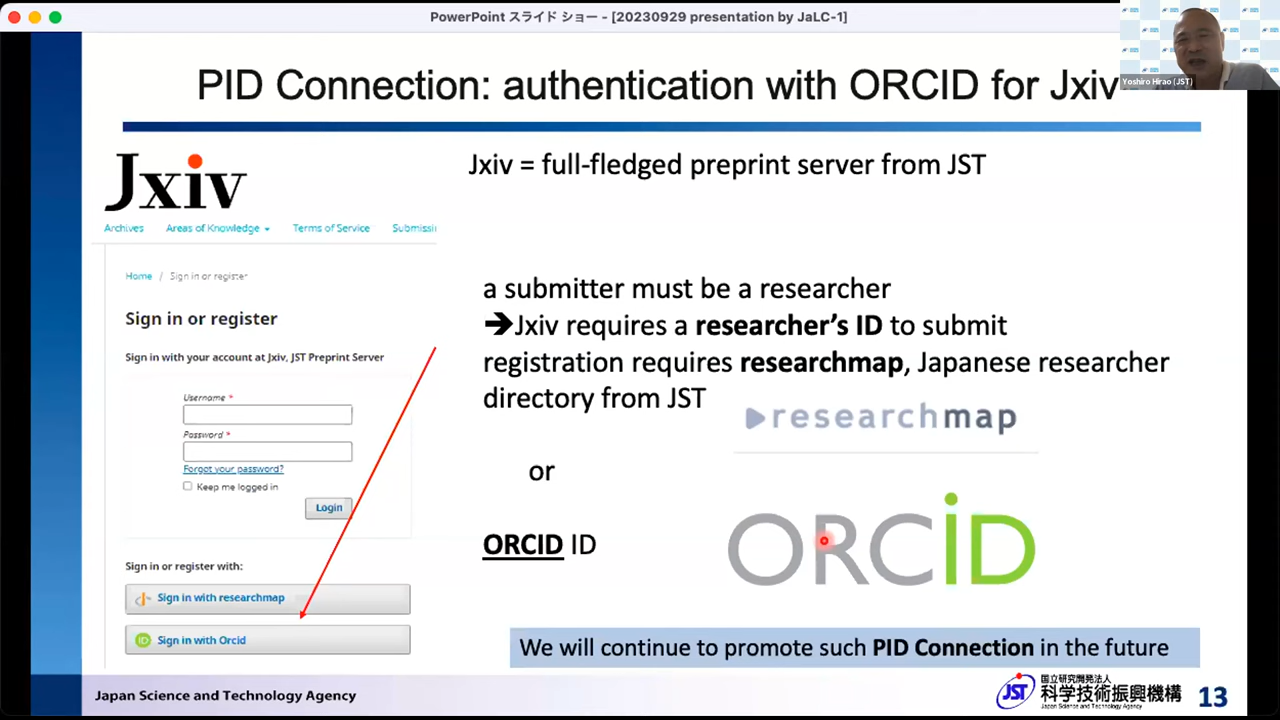 PowerPoint スライド ショー - [20230929 presentation by JaLC-1]
Yoshiro Hirao (JST)
PID Connection: authentication with ORCID for Jxiv
Jxiv
Jxiv = full-fledged preprint server from JST
Archives Areas of Knowledge Terms of Service Submissi
Home / Sign in or register
Sign in or register
Sign in with your account at Jxiv, JST Preprint Server
Username *
Password *
Forgot your password?
Keep me logged in
Login
Sign in or register with:
Sign in with researchmap
iD Sign in with Orcid
a submitter must be a researcher
➔Jxiv requires a researcher's ID to submit
registration requires researchmap, Japanese researcher
directory from JST
researchmap
or
ORCID ID
ORCiD
We will continue to promote such PID Connection in the future
Japan Science and Technology Agency
JST
国立研究開発法人
科学技術振興機構
Japan Science and Technology Agency
13